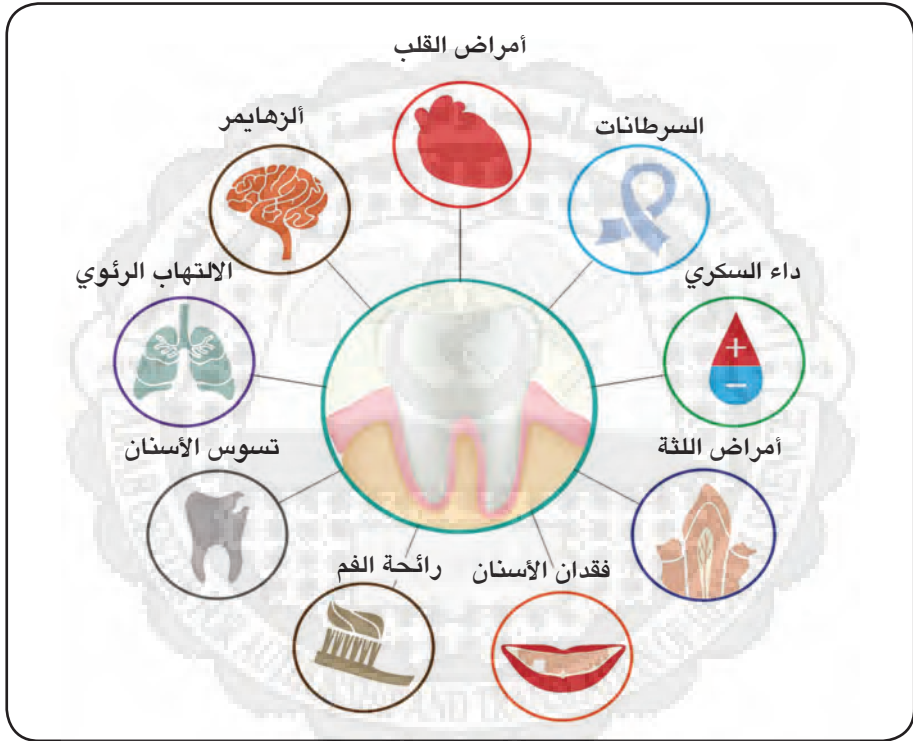 أمراض القلب
السرطانات
ألزهايمر
داء السكري
الالتهاب الرئوي
أمراض اللثة
تسوس الأسنان
فقدان الأسنان
رائحة الفم